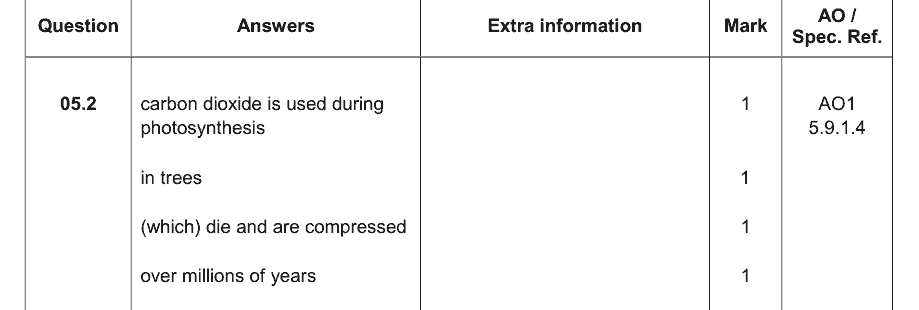 Question Answers Extra information Mark AO /
Spec. Ref.
05.2 carbon dioxide is used during 1 AO1
photosynthesis 5.9.1.4
in trees 1
(which) die and are compressed 1
over millions of years 1